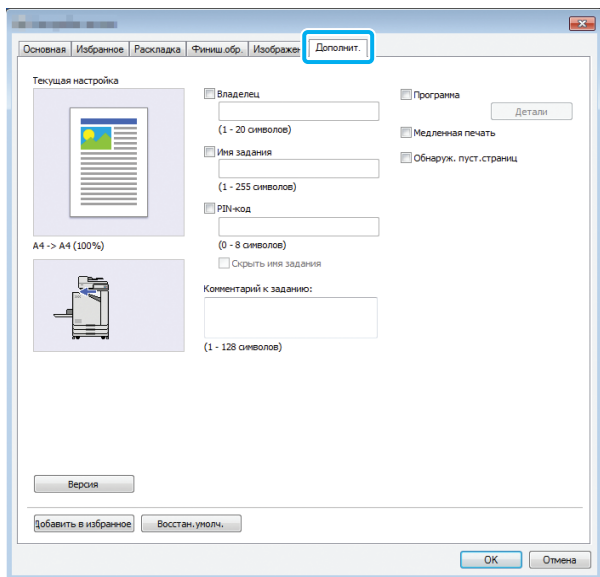 Основная Избранное Раскладка Финиш.обр. Изображен Дополнит.
Текущая настройка
A4 -> A4 (100%)
Владелец
(1 - 20 символов)
Имя задания
(1 - 255 символов)
PIN-код
(0 - 8 символов)
Скрыть имя задания
Комментарий к заданию:
(1 - 128 символов)
Программа
Детали
Медленная печать
Обнаруж. пуст.страниц
Версия
Добавить в избранное Восстан.умолч.
OK Отмена